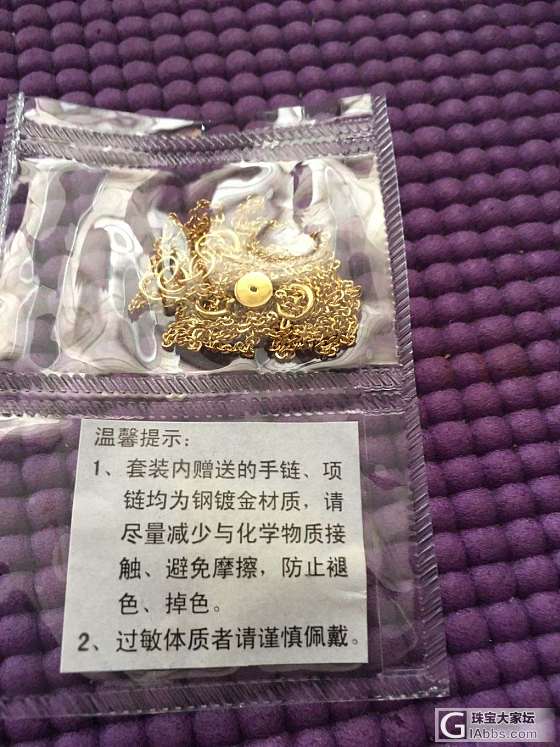 温馨提示:
1、套装内赠送的手链、项
链均为钢镀金材质，请
尽量减少与化学物质接
触、避免摩擦，防止褪
色、掉色。
2、过敏体质者请谨慎佩戴。
G 珠宝大家坛
IAbbs.com